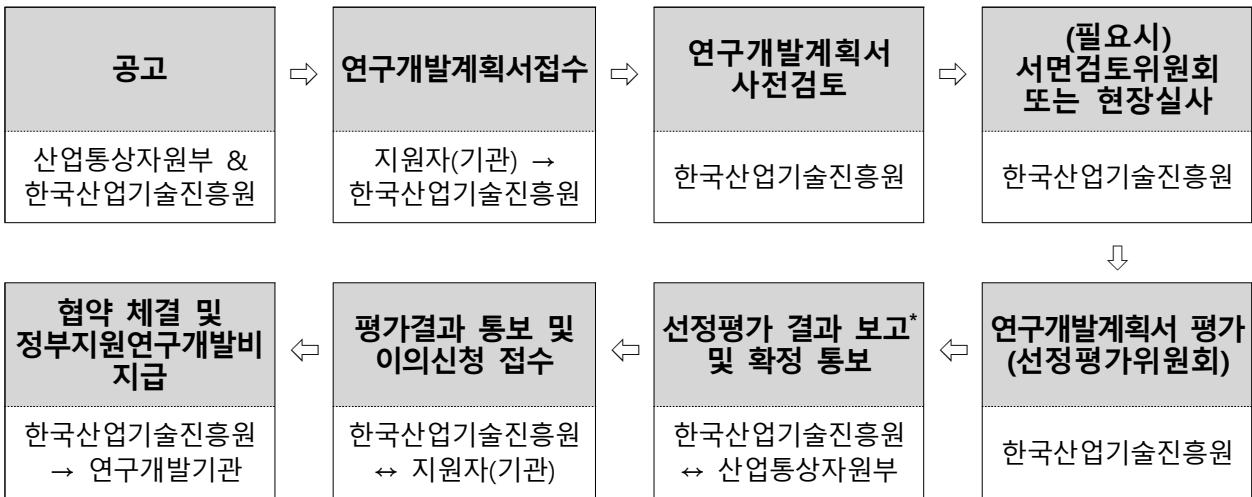 공고
산업통상자원부 &
한국산업기술진흥원
⇨
연구개발계획서접수
지원자(기관) →
한국산업기술진흥원
⇨
연구개발계획서
사전검토
한국산업기술진흥원
⇨
(필요시)
서면검토위원회
또는 현장실사
한국산업기술진흥원
⇩
연구개발계획서 평가
(선정평가위원회)
한국산업기술진흥원
⇦
선정평가 결과 보고*
및 확정 통보
한국산업기술진흥원
↔ 산업통상자원부
⇦
평가결과 통보 및
이의신청 접수
한국산업기술진흥원
↔ 지원자(기관)
⇦
협약 체결 및
정부지원연구개발비
지급
한국산업기술진흥원
→ 연구개발기관